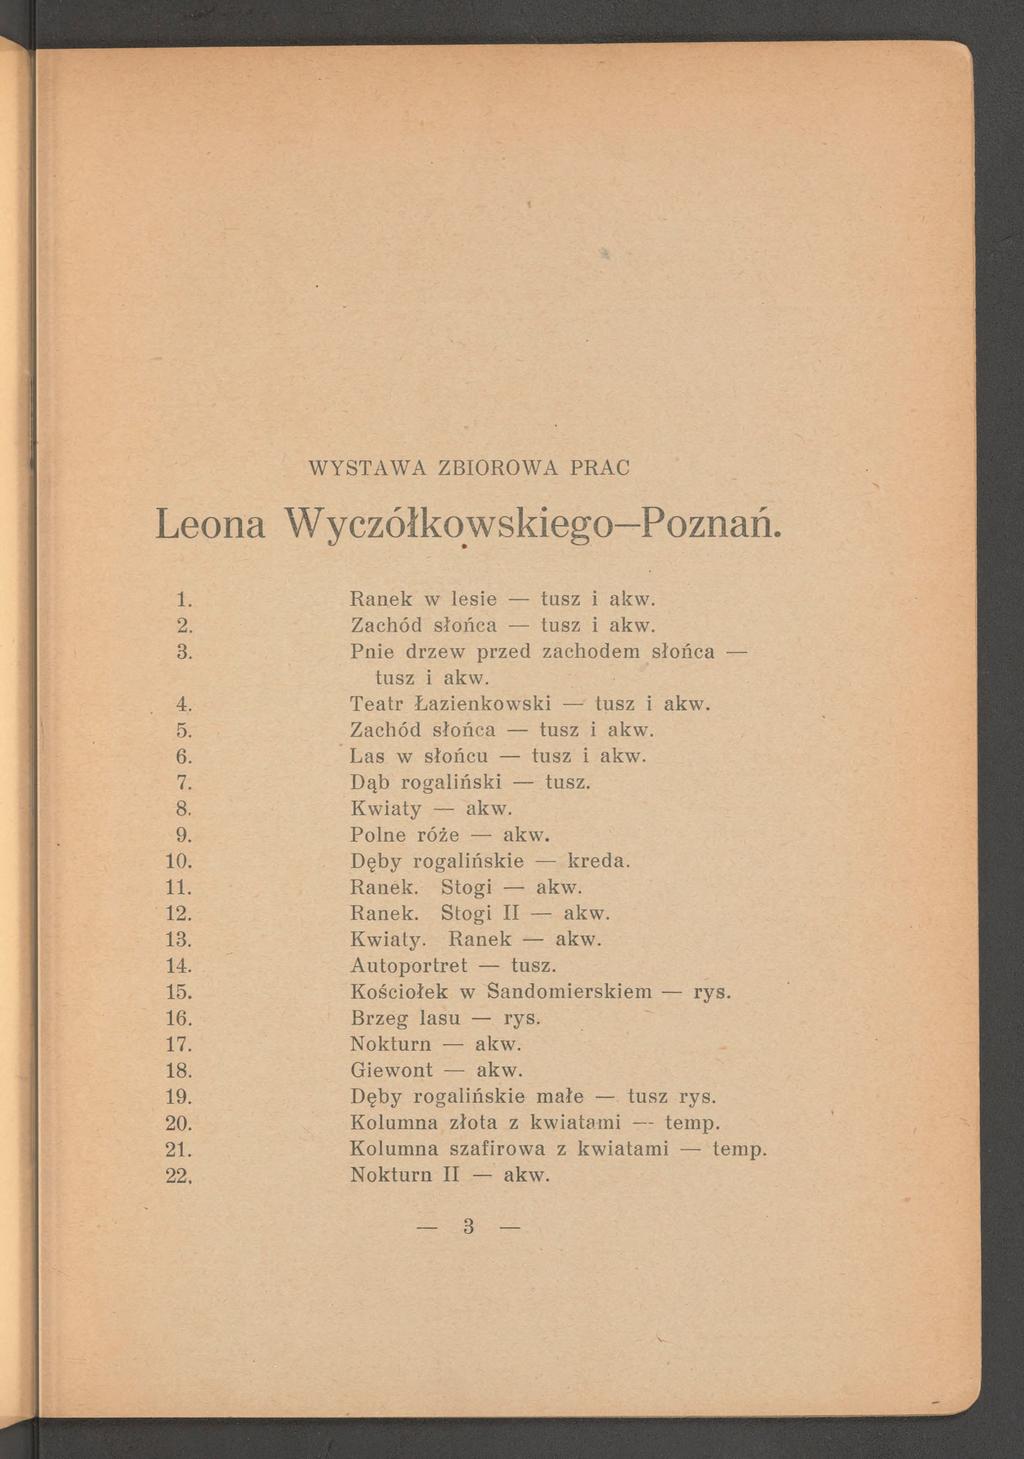 WYSTAWA ZBIOROWA PRAC
Leona Wyczółkowskiego—Poznań.
1. Ranek w lesie — tusz i akw.
2. Zachód słońca — tusz i akw.
3. Pnie drzew przed zachodem słońca —
tusz i akw.
4. Teatr Łazienkowski — tusz i akw.
5. Zachód słońca — tusz i akw.
6. Las w słońcu — tusz i akw.
7. Dąb rogaliński — tusz.
8. Kwiaty — akw.
9. Polne róże — akw.
10. Dęby rogalińskie — kreda.
11. Ranek. Stogi — akw.
12. Ranek. Stogi II — akw.
13. Kwiaty. Ranek — akw.
14. Autoportret — tusz.
15. Kościołek w Sandomierskiem — rys.
16. Brzeg lasu — rys.
17. Nokturn — akw.
18. Giewont — akw.
19. Dęby rogalińskie małe — tusz rys.
20. Kolumna złota z kwiatami — temp.
21. Kolumna szafirowa z kwiatami — temp.
22. Nokturn II — akw.
— 3 —